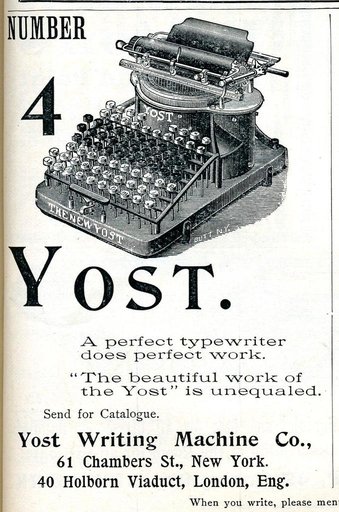 NUMBER
4
YOST
THE NEW YOST
Yost.
A perfect typewriter
does perfect work.
"The beautiful work of
the Yost" is unequaled.
Send for Catalogue.
Yost Writing Machine Co.,
61 Chambers St., New York.
40 Holborn Viaduct, London, Eng.
When you write, please men